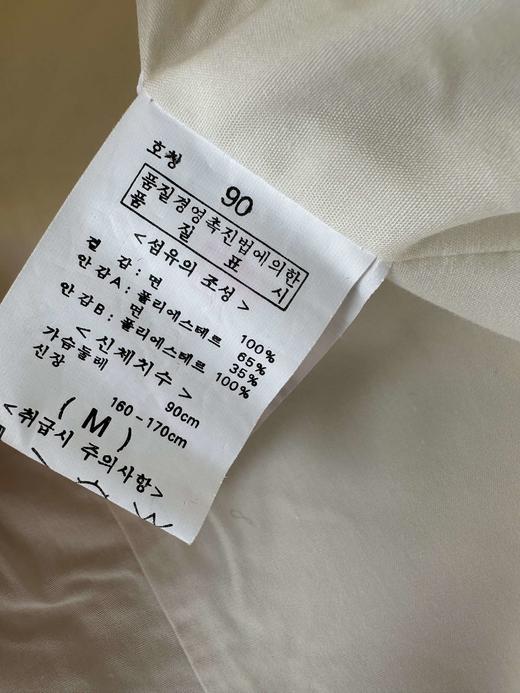 호칭 90
품질경영촉진법에의한
품 질 표 시
<섬유의 조성>
겉 감 : 면 100%
안감A : 폴리에스테르 65%
면 35%
안감B : 폴리에스테르 100%
<신체치수>
가슴둘레 90cm
신장 160-170cm
(M)
<취급시 주의사항>